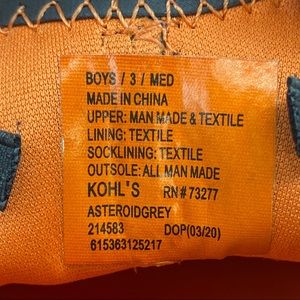 BOYS / 3 / MED
MADE IN CHINA
UPPER: MAN MADE & TEXTILE
LINING: TEXTILE
SOCKLINING: TEXTILE
OUTSOLE: ALL MAN MADE
KOHL'S RN # 73277
ASTEROIDGREY
214583 DOP(03/20)
615363125217